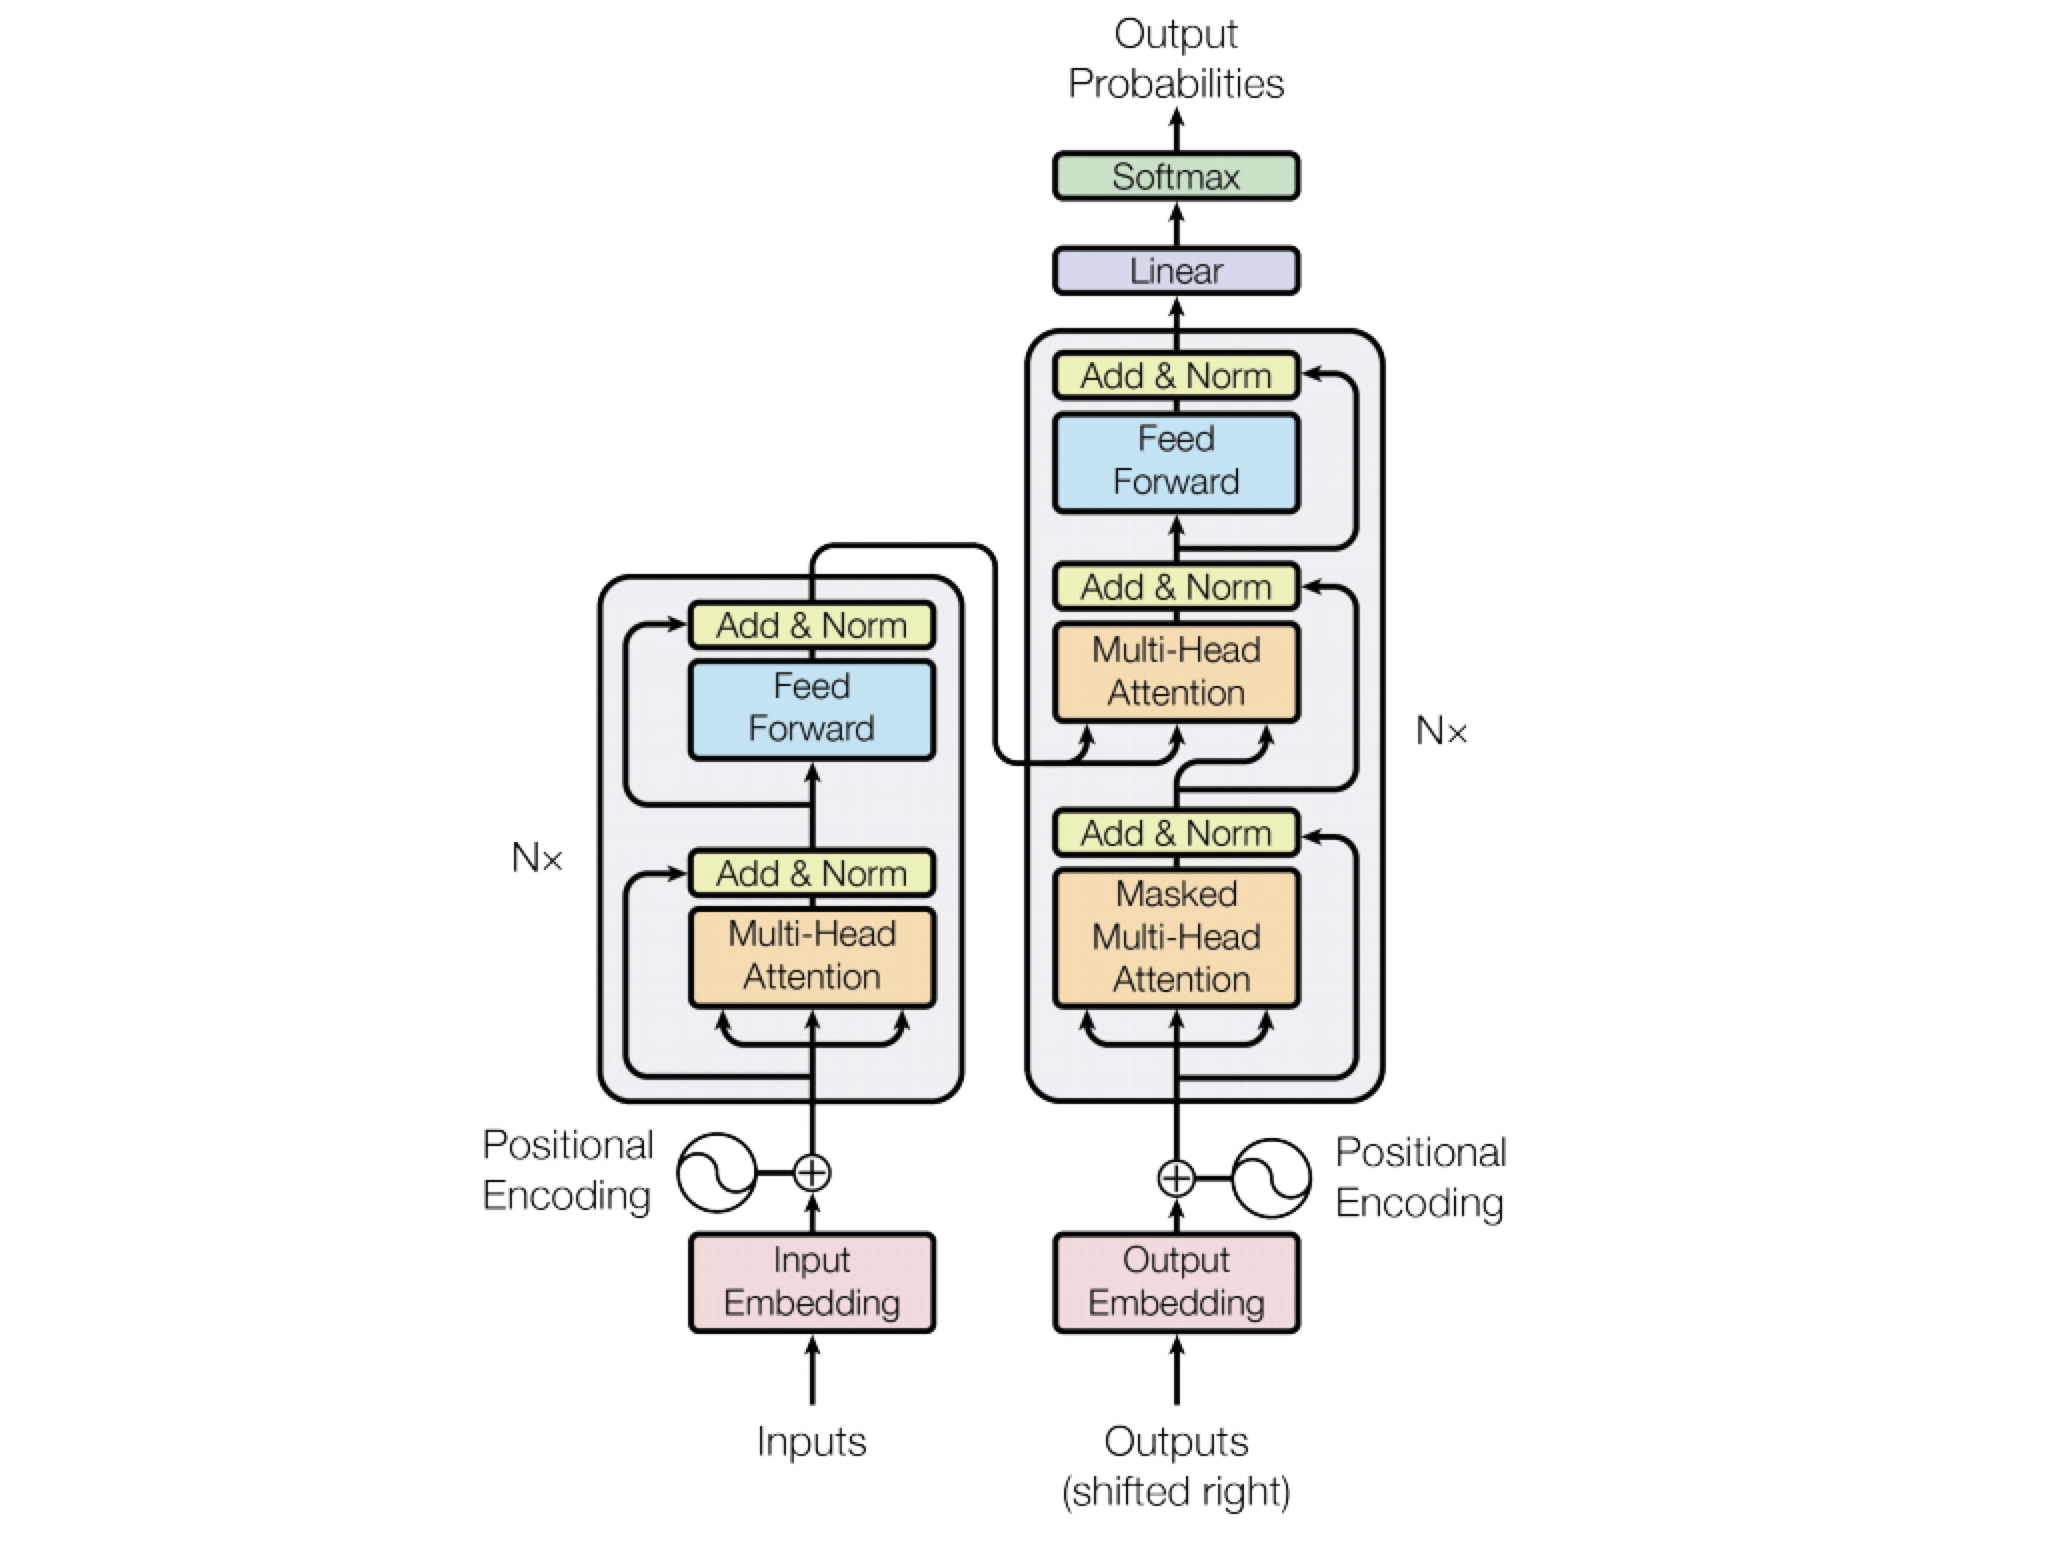 Output
Probabilities
Softmax
Linear
Add & Norm
Feed
Forward
Add & Norm
Multi-Head
Attention
N×
Add & Norm
Masked
Multi-Head
Attention
Add & Norm
Feed
Forward
N×
Add & Norm
Multi-Head
Attention
Positional
Encoding
Positional
Encoding
Input
Embedding
Output
Embedding
Inputs
Outputs
(shifted right)